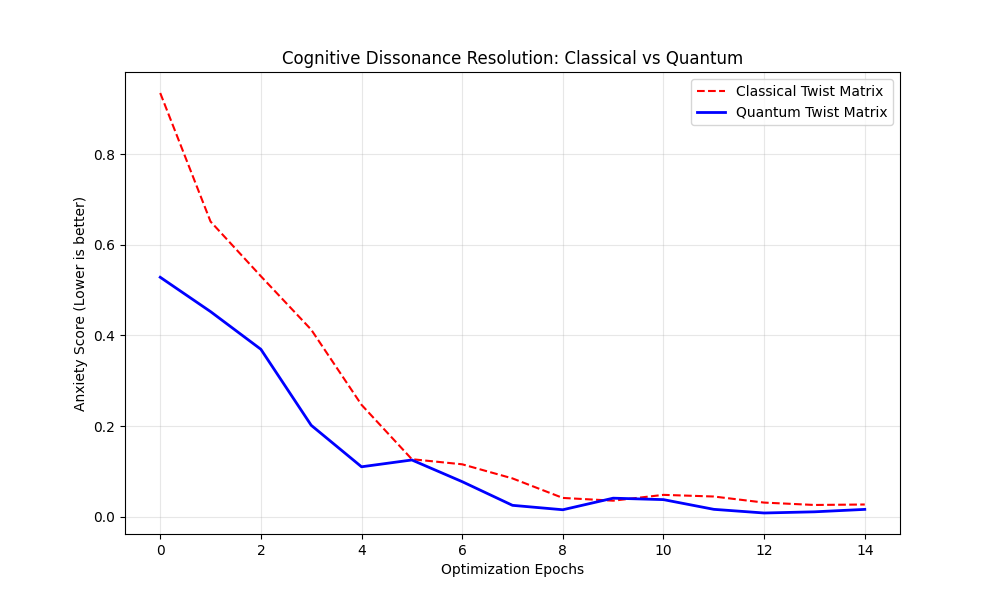 Cognitive Dissonance Resolution: Classical vs Quantum
Classical Twist Matrix
Quantum Twist Matrix
Anxiety Score (Lower is better)
0.8
0.6
0.4
0.2
0.0
0 2 4 6 8 10 12 14
Optimization Epochs